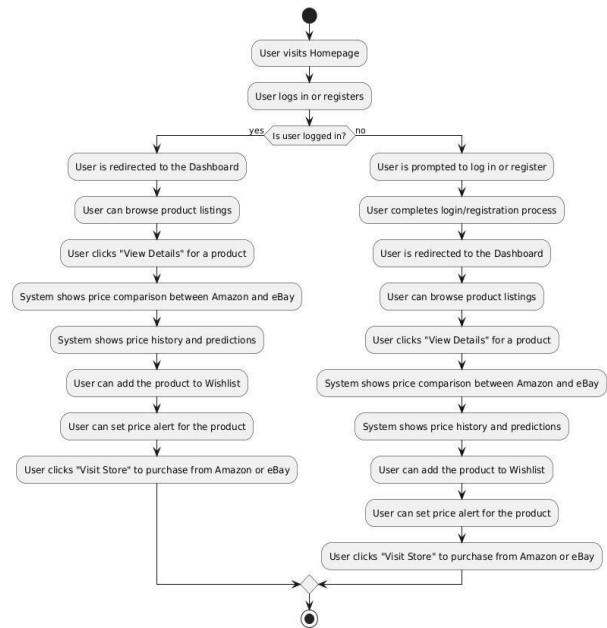 User visits Homepage
User logs in or registers
Is user logged in?
yes
no
User is redirected to the Dashboard
User can browse product listings
User clicks "View Details" for a product
System shows price comparison between Amazon and eBay
System shows price history and predictions
User can add the product to Wishlist
User can set price alert for the product
User clicks "Visit Store" to purchase from Amazon or eBay
User is prompted to log in or register
User completes login/registration process
User is redirected to the Dashboard
User can browse product listings
User clicks "View Details" for a product
System shows price comparison between Amazon and eBay
System shows price history and predictions
User can add the product to Wishlist
User can set price alert for the product
User clicks "Visit Store" to purchase from Amazon or eBay